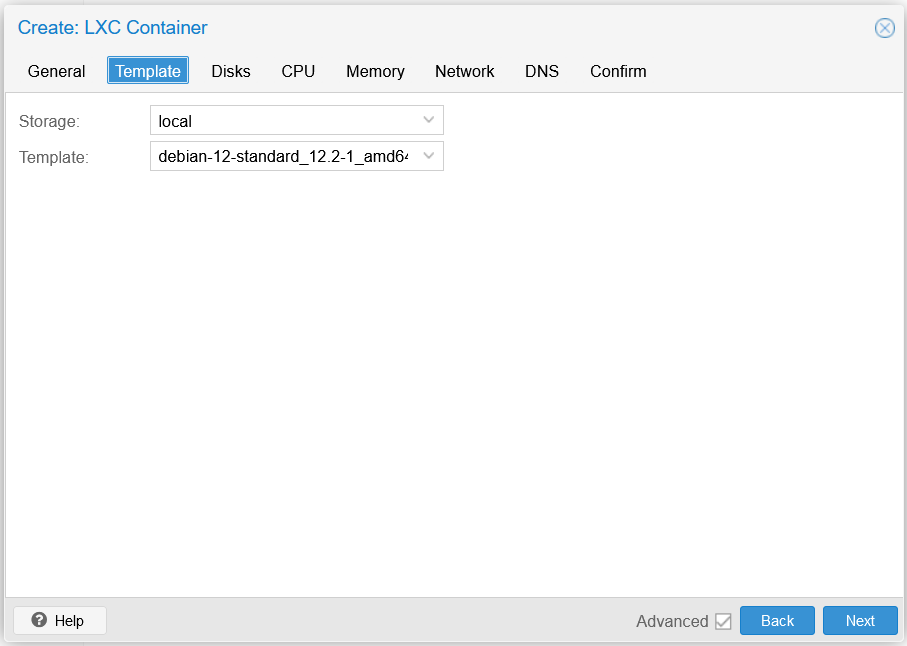 Create: LXC Container
General Template Disks CPU Memory Network DNS Confirm
Storage: local
Template: debian-12-standard_12.2-1_amd64
Help Advanced Back Next